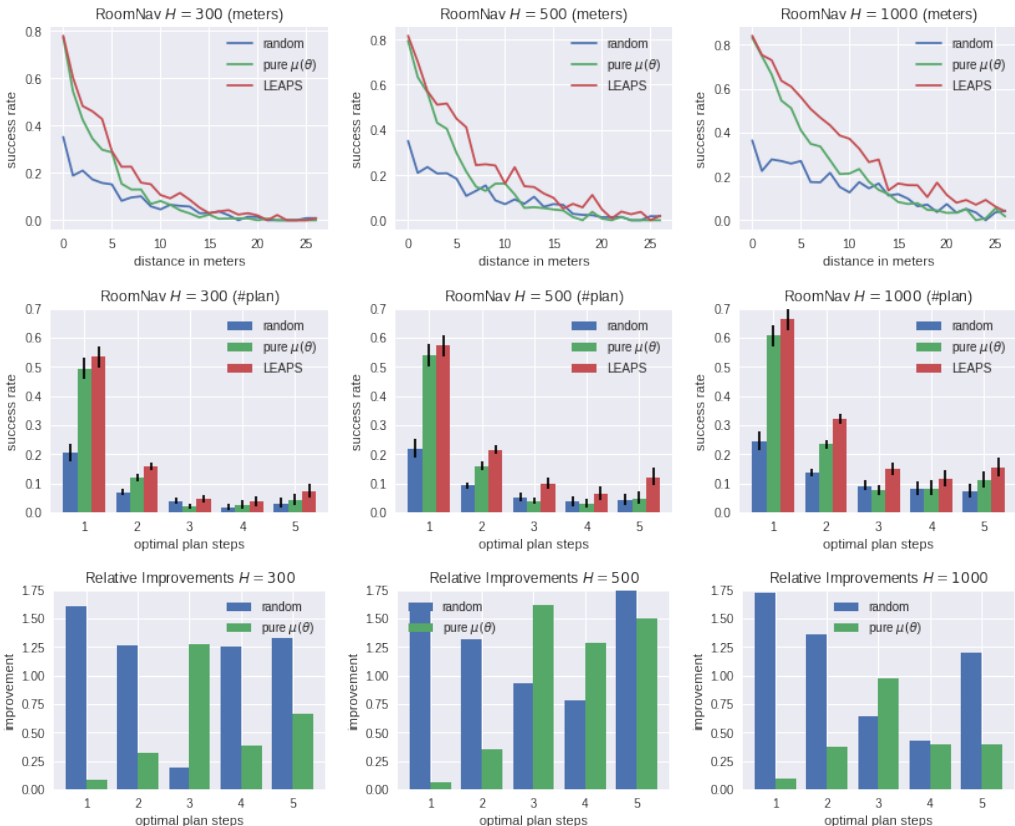 RoomNav H = 300 (meters)
random
pure μ(θ)
LEAPS
success rate
0.8
0.6
0.4
0.2
0.0
0 5 10 15 20 25
distance in meters
RoomNav H = 500 (meters)
random
pure μ(θ)
LEAPS
success rate
0.8
0.6
0.4
0.2
0.0
0 5 10 15 20 25
distance in meters
RoomNav H = 1000 (meters)
random
pure μ(θ)
LEAPS
success rate
0.8
0.6
0.4
0.2
0.0
0 5 10 15 20 25
distance in meters
RoomNav H = 300 (#plan)
random
pure μ(θ)
LEAPS
success rate
0.7
0.6
0.5
0.4
0.3
0.2
0.1
0.0
1 2 3 4 5
optimal plan steps
RoomNav H = 500 (#plan)
random
pure μ(θ)
LEAPS
success rate
0.7
0.6
0.5
0.4
0.3
0.2
0.1
0.0
1 2 3 4 5
optimal plan steps
RoomNav H = 1000 (#plan)
random
pure μ(θ)
LEAPS
success rate
0.7
0.6
0.5
0.4
0.3
0.2
0.1
0.0
1 2 3 4 5
optimal plan steps
Relative Improvements H = 300
random
pure μ(θ)
improvement
1.75
1.50
1.25
1.00
0.75
0.50
0.25
0.00
1 2 3 4 5
optimal plan steps
Relative Improvements H = 500
random
pure μ(θ)
improvement
1.75
1.50
1.25
1.00
0.75
0.50
0.25
0.00
1 2 3 4 5
optimal plan steps
Relative Improvements H = 1000
random
pure μ(θ)
improvement
1.75
1.50
1.25
1.00
0.75
0.50
0.25
0.00
1 2 3 4 5
optimal plan steps